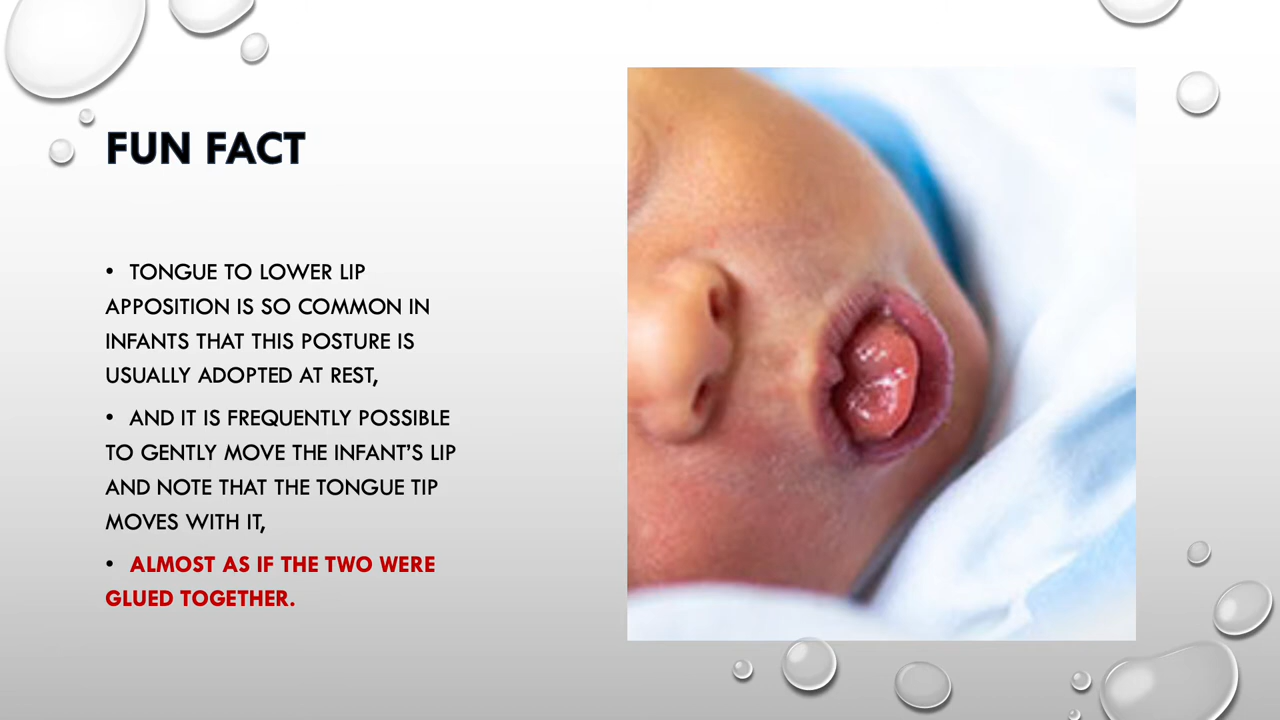 FUN FACT
• TONGUE TO LOWER LIP
APPOSITION IS SO COMMON IN
INFANTS THAT THIS POSTURE IS
USUALLY ADOPTED AT REST,
• AND IT IS FREQUENTLY POSSIBLE
TO GENTLY MOVE THE INFANT’S LIP
AND NOTE THAT THE TONGUE TIP
MOVES WITH IT,
• ALMOST AS IF THE TWO WERE
GLUED TOGETHER.